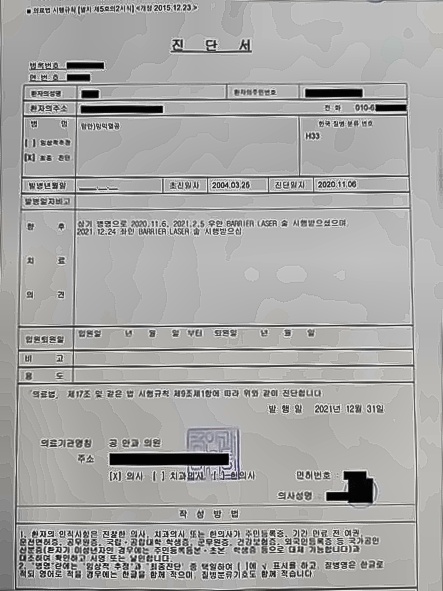 ■ 의료법 시행규칙 [별지 제5호의2서식] <개정 2015.12.23.>
진 단 서
병록번호
연 번 호
환자의성명 환자의주민번호
환자의주소 전 화 010-6
병 명 한국 질병 분류 번호
H33
[ ] 임상적추정
[X] 최종 진단
발병년월일 초진일자 2004.03.25 진단일자 2020.11.06
발병일자비고
향 후 상기 병명으로 2020.11.6, 2021.2.5 우안 BARRIER LASER 술 시행받으셨으며
2021.12.24 좌안 BARRIER LASER 술 시행받으심
치 료
의 견
입원퇴원일 입원일 년 월 일 부터 퇴원일 년 월 일
비 고
용 도
「의료법」 제17조 및 같은 법 시행규칙 제9조제1항에 따라 위와 같이 진단합니다
발 행 일 2021년 12월 31일
의료기관명칭 공 안과 의원
주소
[X] 의사 [ ] 치과의사 [ ] 한의사 면허번호
의사성명
작 성 방 법
1. 환자의 인적사항은 진찰한 의사, 치과의사 또는 한의사가 주민등록증, 기간 만료 전 여권,
운전면허증, 공무원증, 국립·공립대학 학생증, 군무원증, 건강보험증, 외국인등록증 등 국가공인
신분증(환자가 미성년자인 경우에는 주민등록등본·초본, 학생증 등으로 대체 가능합니다)과
대조하여 확인하고 서명 또는 날인합니다.
2. "병명"란에는 "임상적 추정"과 "최종진단" 중 택일하여 [ ]에 √ 표시를 하고, 질병명은 한글로
적되 영어도 적을 경우에는 한글을 함께 적으며, 질병분류기호도 함께 적습니다